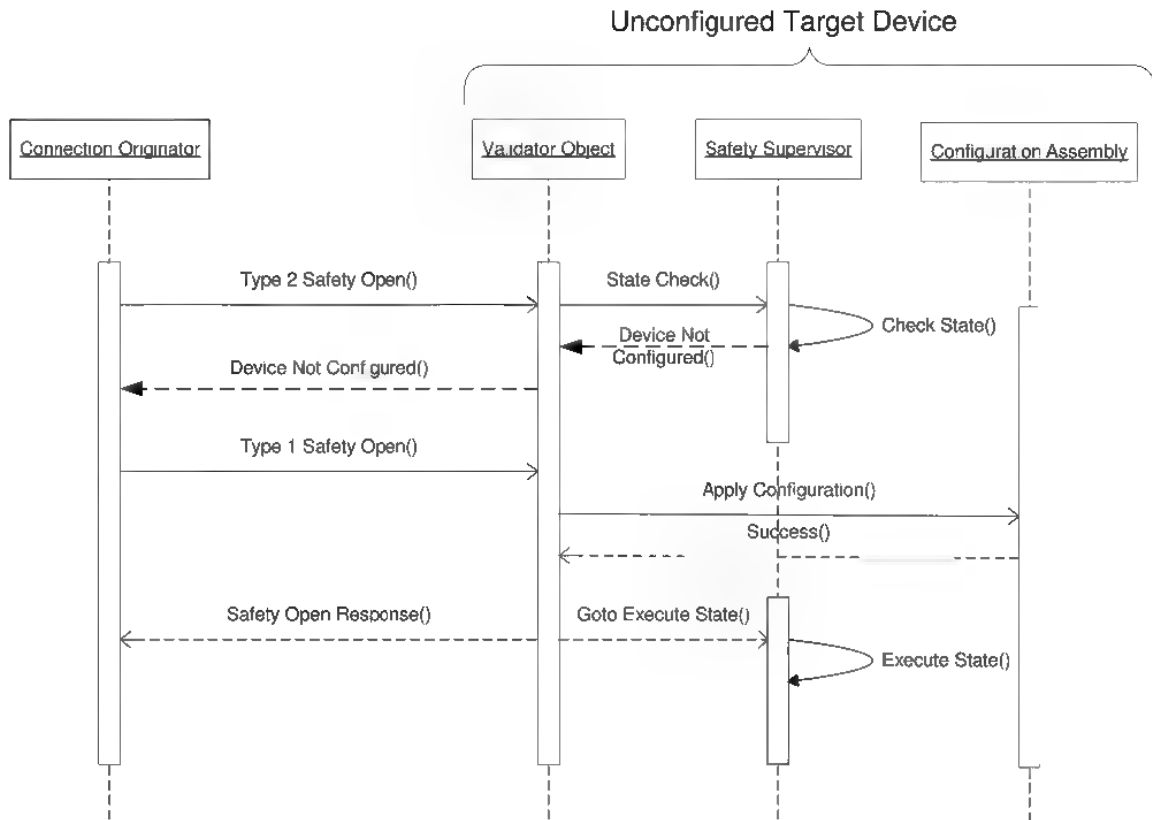 Unconfigured Target Device
Connection Originator
Validator Object
Safety Supervisor
Configuration Assembly
Type 2 Safety Open()
State Check()
Check State()
Device Not
Configured()
Device Not Configured()
Type 1 Safety Open()
Apply Configuration()
Success()
Safety Open Response()
Goto Execute State()
Execute State()